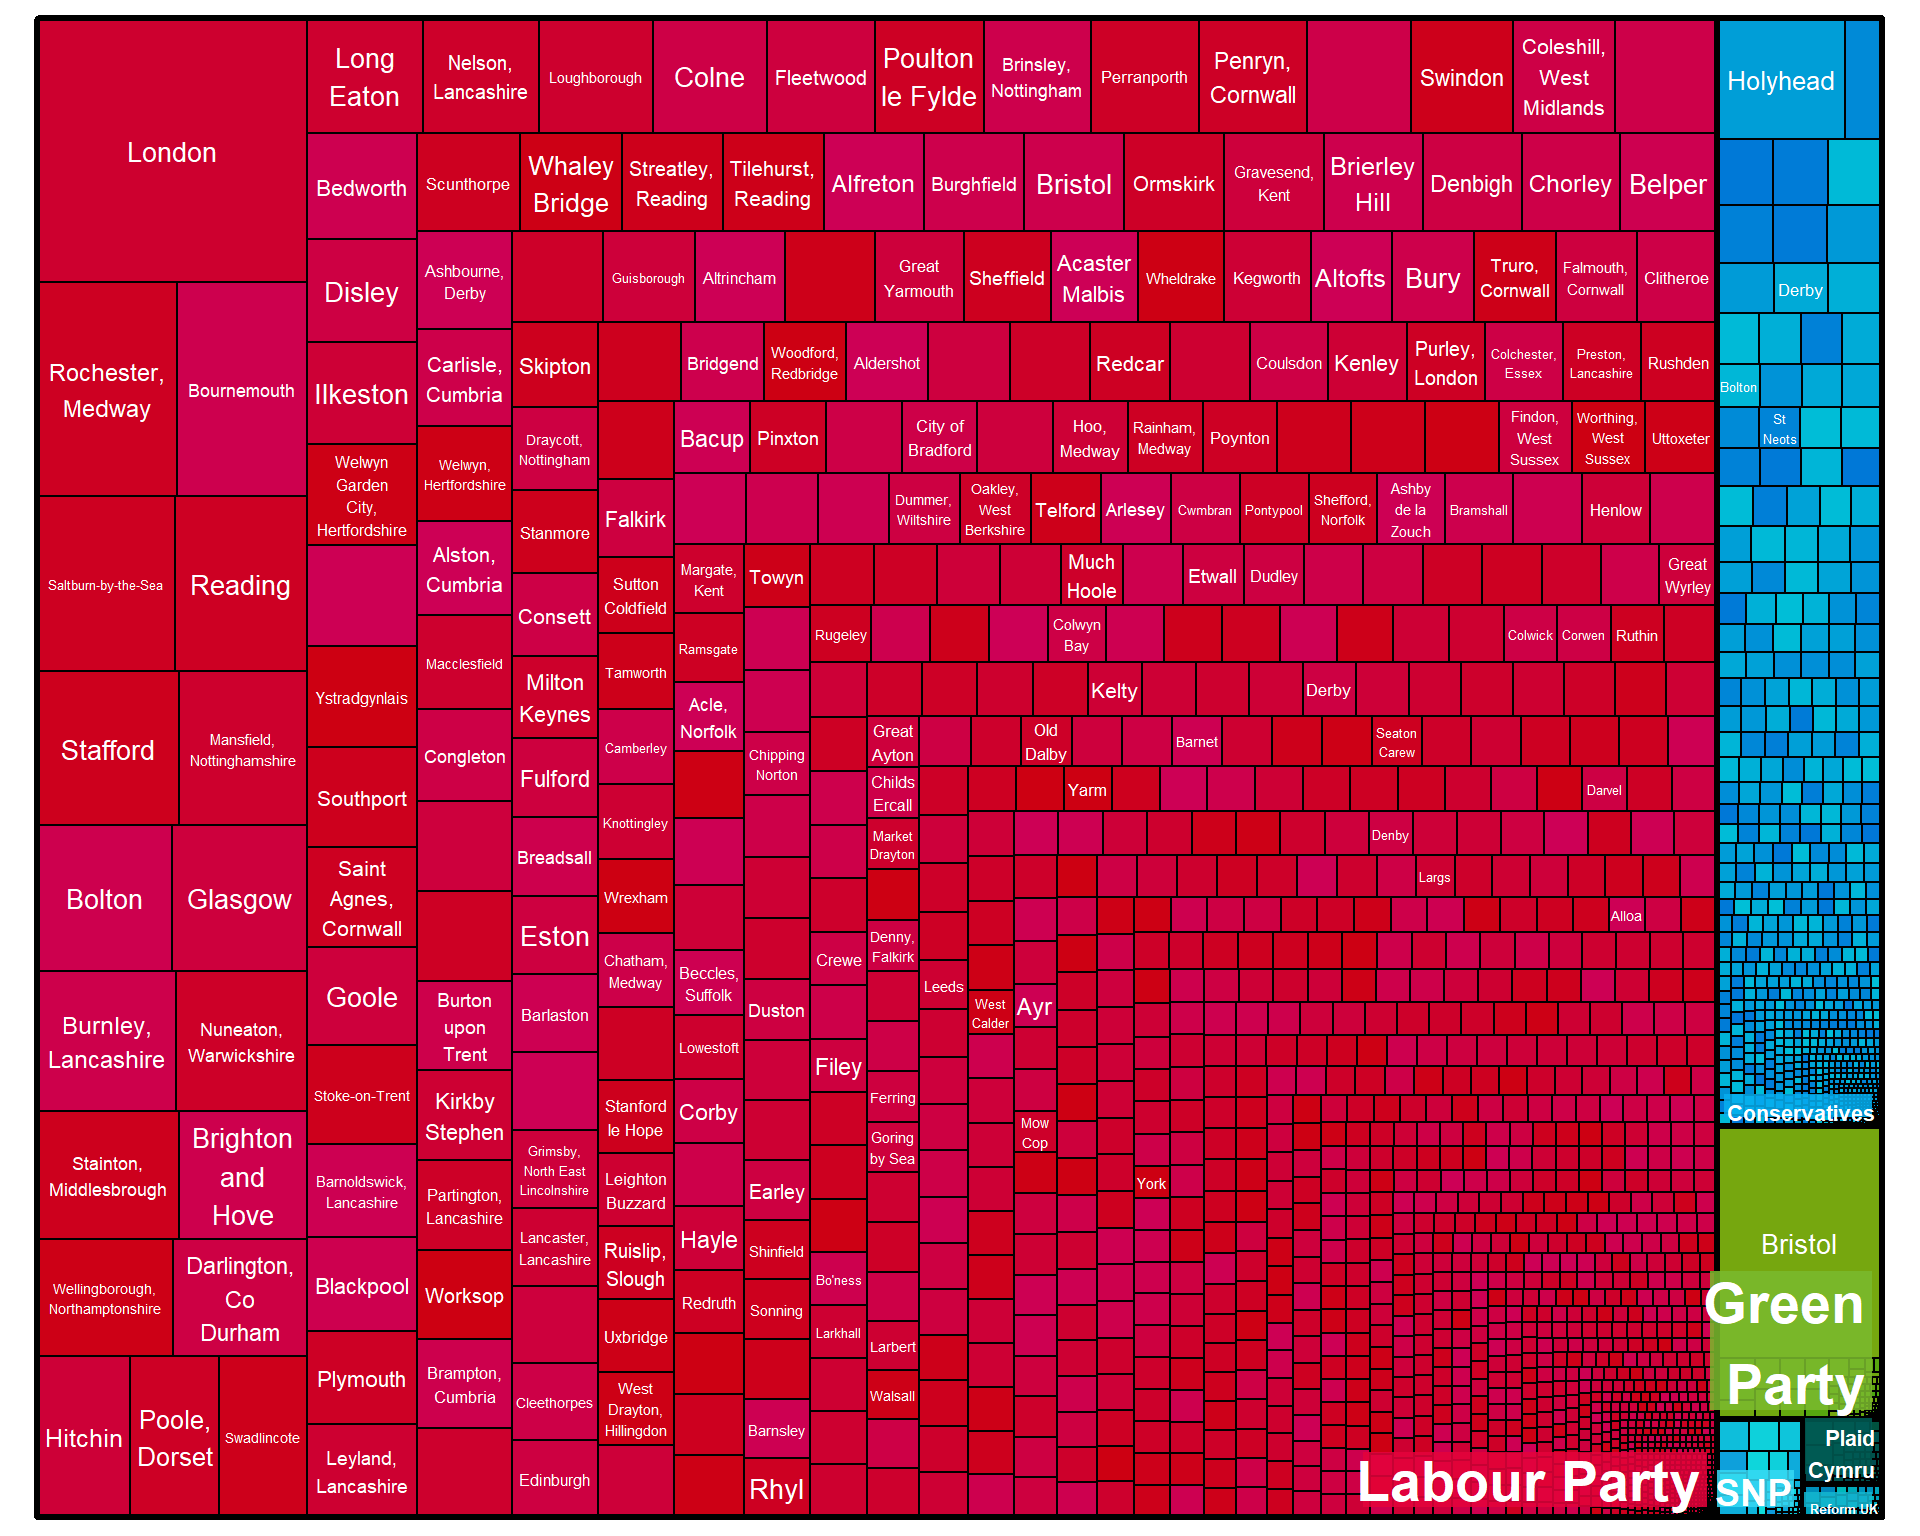 London
Rochester,
Medway
Bournemouth
Saltburn-by-the-Sea
Reading
Stafford
Mansfield,
Nottinghamshire
Bolton
Glasgow
Burnley,
Lancashire
Nuneaton,
Warwickshire
Stainton,
Middlesbrough
Brighton
and
Hove
Wellingborough,
Northamptonshire
Darlington,
Co
Durham
Hitchin
Poole,
Dorset
Swadlincote
Long
Eaton
Nelson,
Lancashire
Loughborough
Colne
Fleetwood
Poulton
le Fylde
Brinsley,
Nottingham
Perranporth
Penryn,
Cornwall
Swindon
Coleshill,
West
Midlands
Bedworth
Disley
Ilkeston
Welwyn
Garden
City,
Hertfordshire
Ystradgynlais
Southport
Saint
Agnes,
Cornwall
Goole
Stoke-on-Trent
Barnoldswick,
Lancashire
Blackpool
Plymouth
Leyland,
Lancashire
Scunthorpe
Whaley
Bridge
Streatley,
Reading
Tilehurst,
Reading
Alfreton
Burghfield
Bristol
Ormskirk
Gravesend,
Kent
Brierley
Hill
Denbigh
Chorley
Belper
Ashbourne,
Derby
Carlisle,
Cumbria
Welwyn,
Hertfordshire
Alston,
Cumbria
Macclesfield
Congleton
Burton
upon
Trent
Kirkby
Stephen
Partington,
Lancashire
Worksop
Brampton,
Cumbria
Guisborough
Altrincham
Great
Yarmouth
Sheffield
Acaster
Malbis
Wheldrake
Kegworth
Altofts
Bury
Truro,
Cornwall
Falmouth,
Cornwall
Clitheroe
Skipton
Draycott,
Nottingham
Stanmore
Consett
Milton
Keynes
Fulford
Breadsall
Eston
Barlaston
Grimsby,
North East
Lincolnshire
Lancaster,
Lancashire
Cleethorpes
Edinburgh
Bridgend
Woodford,
Redbridge
Aldershot
Redcar
Coulsdon
Kenley
Purley,
London
Colchester,
Essex
Preston,
Lancashire
Rushden
Falkirk
Sutton
Coldfield
Tamworth
Camberley
Knottingley
Wrexham
Chatham,
Medway
Stanford
le Hope
Leighton
Buzzard
Ruislip,
Slough
Uxbridge
West
Drayton,
Hillingdon
Bacup
Pinxton
City of
Bradford
Hoo,
Medway
Rainham,
Medway
Poynton
Findon,
West
Sussex
Worthing,
West
Sussex
Uttoxeter
Dummer,
Wiltshire
Oakley,
West
Berkshire
Telford
Arlesey
Cwmbran
Pontypool
Shefford,
Norfolk
Ashby
de la
Zouch
Bramshall
Henlow
Margate,
Kent
Ramsgate
Acle,
Norfolk
Beccles,
Suffolk
Lowestoft
Corby
Hayle
Redruth
Towyn
Chipping
Norton
Duston
Earley
Shinfield
Sonning
Barnsley
Rhyl
Much
Hoole
Etwall
Dudley
Great
Wyrley
Rugeley
Colwyn
Bay
Colwick
Corwen
Ruthin
Crewe
Filey
Bo'ness
Larkhall
Kelty
Derby
Great
Ayton
Old
Dalby
Barnet
Seaton
Carew
Childs
Ercall
Yarm
Darvel
Market
Drayton
Denby
Largs
Denny,
Falkirk
Alloa
Ferring
Goring
by Sea
Larbert
Walsall
Leeds
West
Calder
Ayr
Mow
Cop
York
Labour Party
Holyhead
Derby
Bolton
St
Neots
Conservatives
Bristol
Green
Party
SNP
Plaid
Cymru
Reform UK